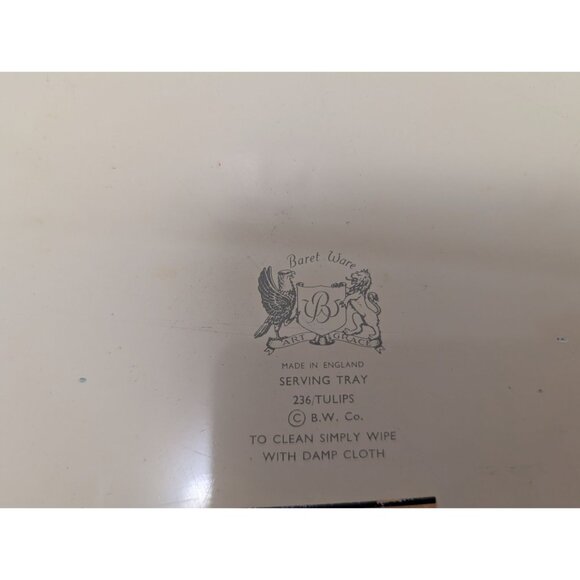 Baret Ware
BW
ART GRACE
MADE IN ENGLAND
SERVING TRAY
236/TULIPS
© B.W. Co.
TO CLEAN SIMPLY WIPE
WITH DAMP CLOTH